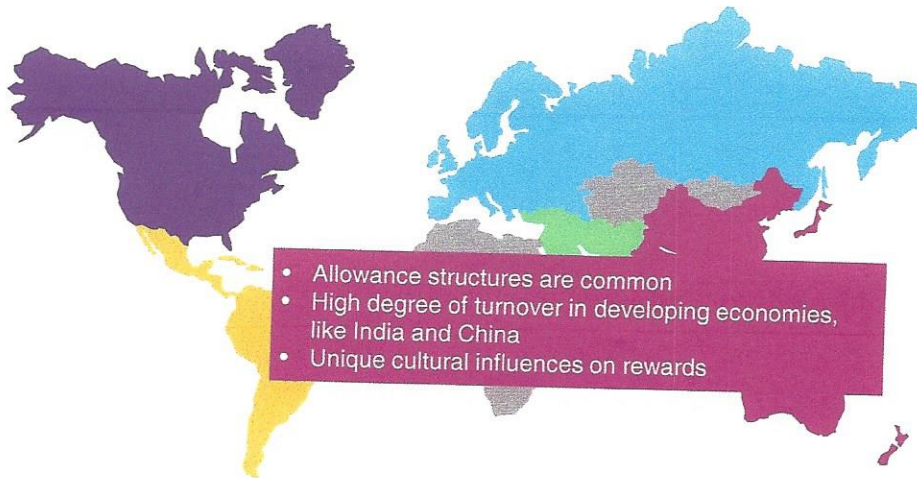 • Allowance structures are common
• High degree of turnover in developing economies,
like India and China
• Unique cultural influences on rewards